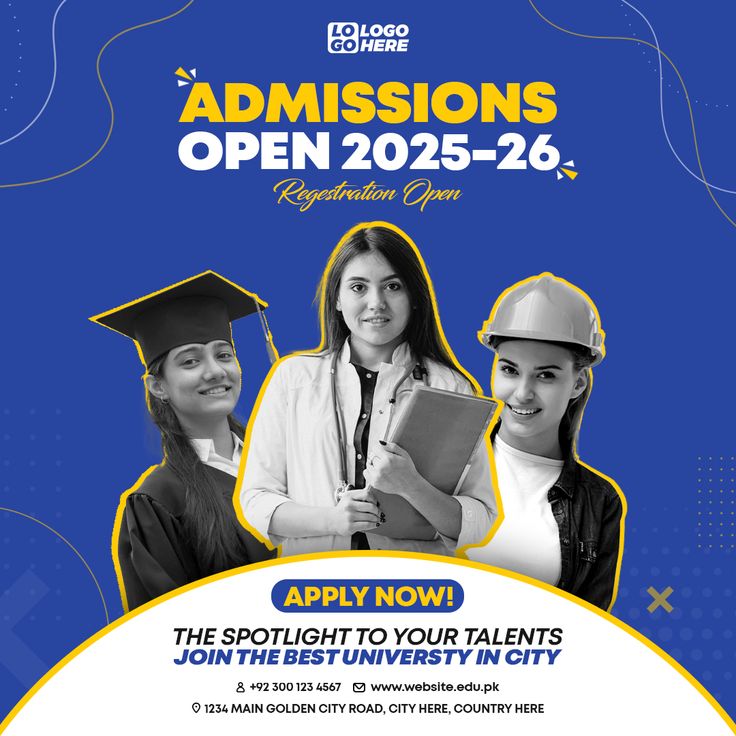 LO LOGO
GO HERE
ADMISSIONS
OPEN 2025-26
Regestration Open
APPLY NOW!
THE SPOTLIGHT TO YOUR TALENTS
JOIN THE BEST UNIVERSTY IN CITY
+92 300 123 4567 www.website.edu.pk
1234 MAIN GOLDEN CITY ROAD, CITY HERE, COUNTRY HERE